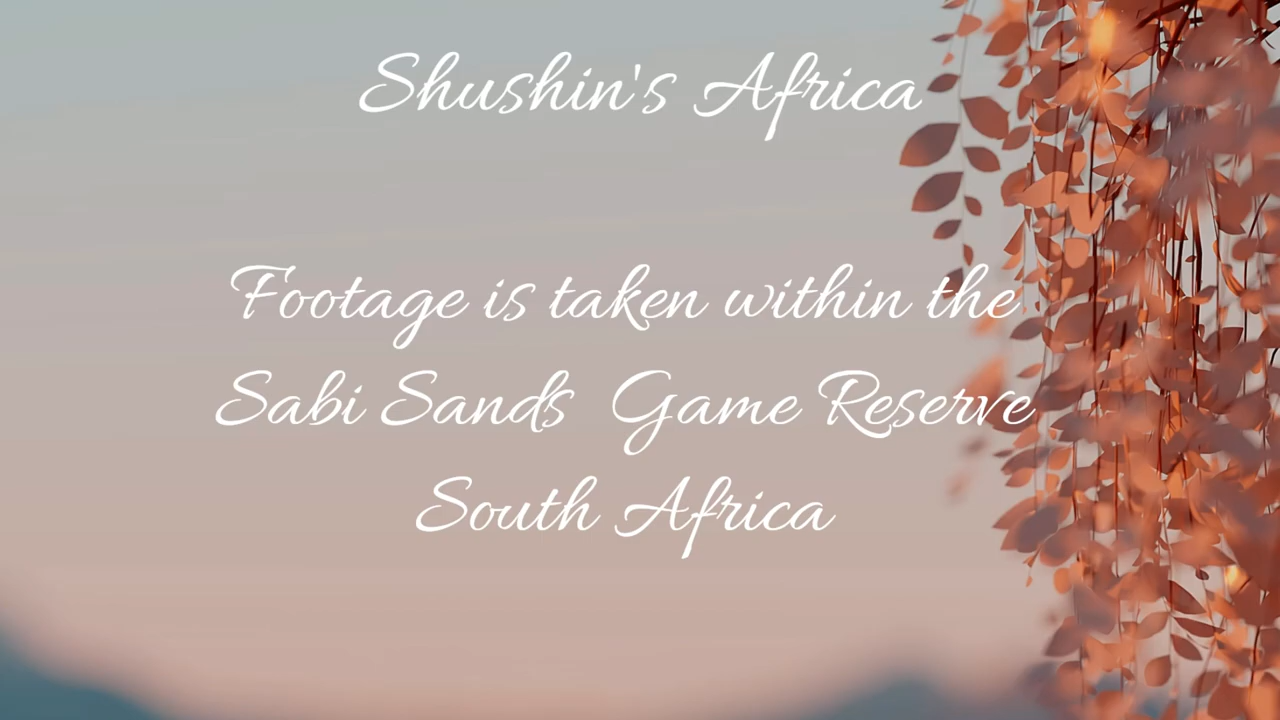 Shushin's Africa
Footage is taken within the
Sabi Sands Game Reserve
South Africa